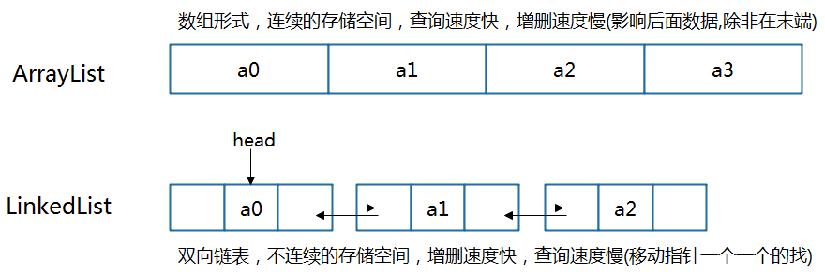 数组形式，连续的存储空间，查询速度快，增删速度慢(影响后面数据,除非在末端)
ArrayList
a0 a1 a2 a3
head
LinkedList
a0 a1 a2
双向链表，不连续的存储空间，增删速度快，查询速度慢(移动指针一个一个的找)